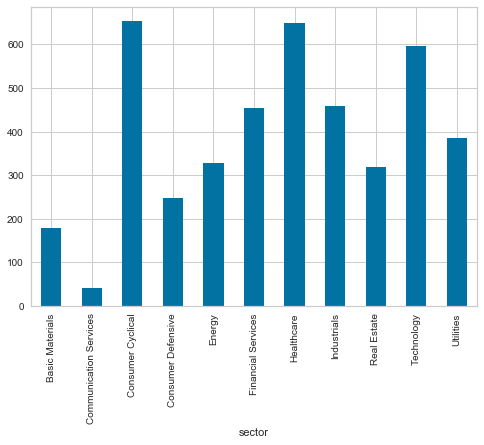 600
500
400
300
200
100
0
Basic Materials
Communication Services
Consumer Cyclical
Consumer Defensive
Energy
Financial Services
Healthcare
Industrials
Real Estate
Technology
Utilities
sector